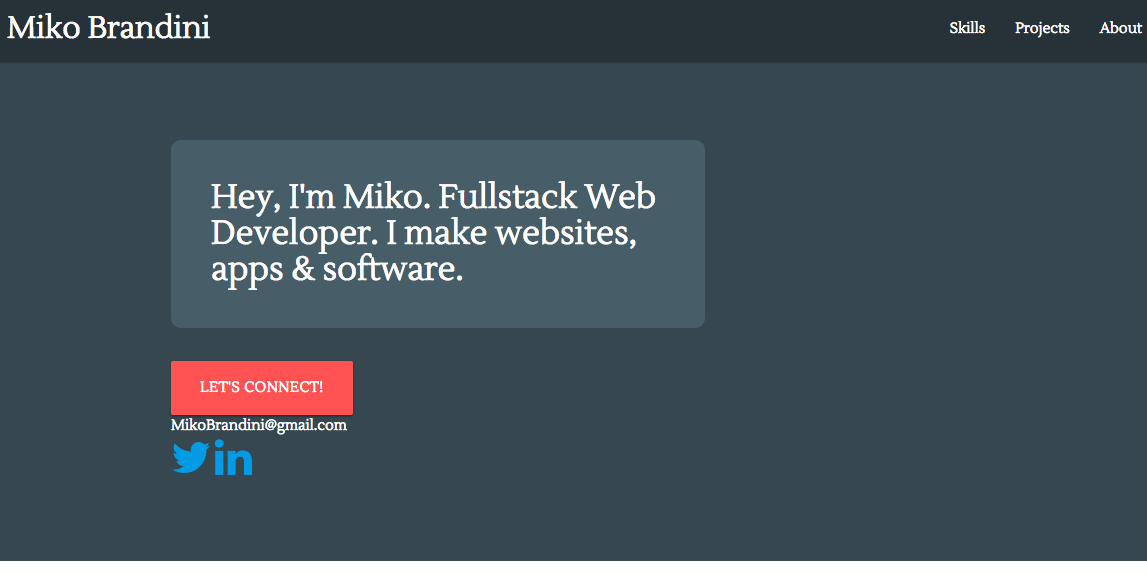 Miko Brandini
Skills Projects About
Hey, I'm Miko. Fullstack Web
Developer. I make websites,
apps & software.
LET'S CONNECT!
MikoBrandini@gmail.com
in